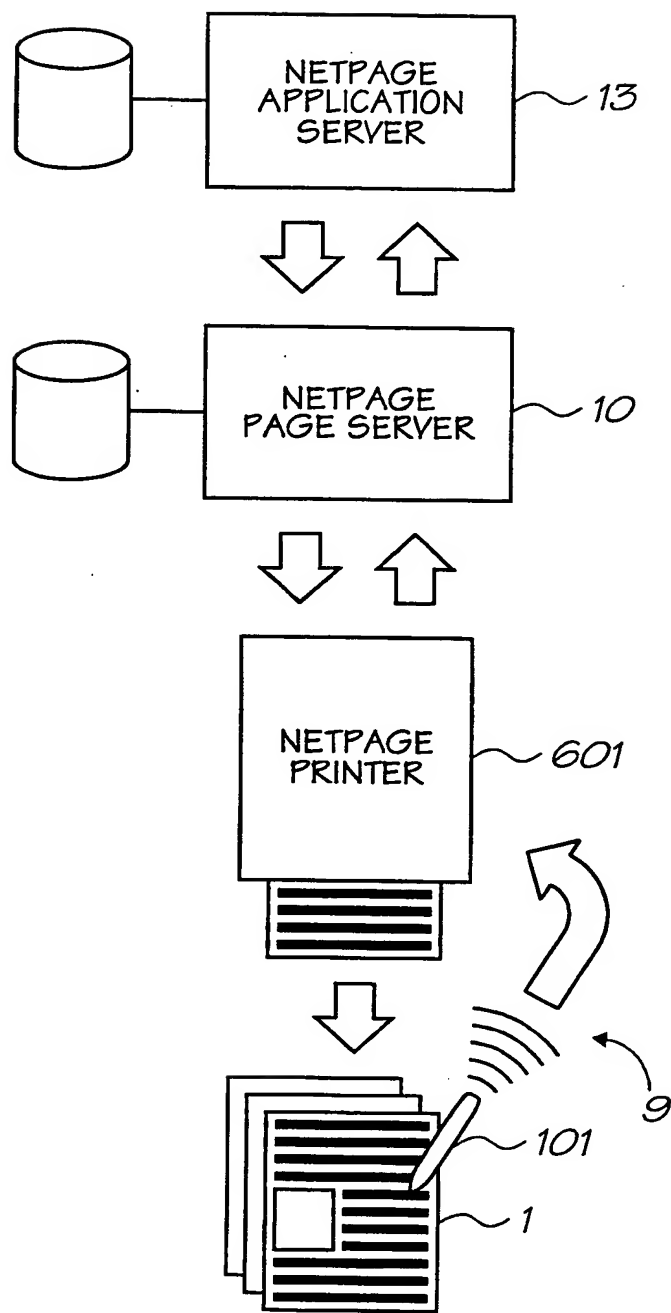 NETPAGE
APPLICATION
SERVER
13
NETPAGE
PAGE SERVER
10
NETPAGE
PRINTER
601
9
101
1